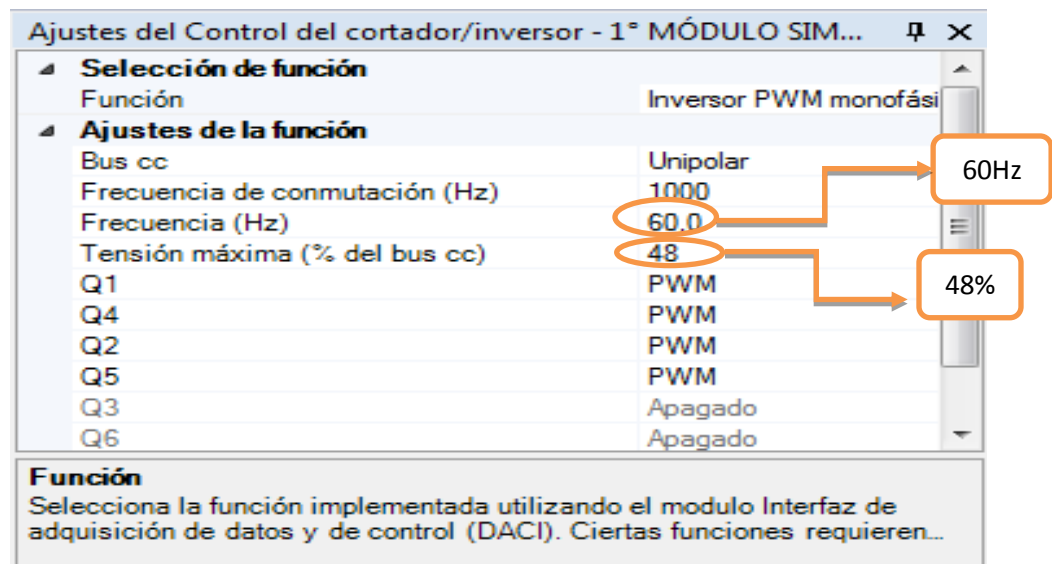 Ajustes del Control del cortador/inversor - 1° MÓDULO SIM...
Selección de función
Función Inversor PWM monofási
Ajustes de la función
Bus cc Unipolar
Frecuencia de conmutación (Hz) 1000
Frecuencia (Hz) 60.0
Tensión máxima (% del bus cc) 48
Q1 PWM
Q4 PWM
Q2 PWM
Q5 PWM
Q3 Apagado
Q6 Apagado
60Hz
48%
Función
Selecciona la función implementada utilizando el modulo Interfaz de
adquisición de datos y de control (DACI). Ciertas funciones requieren...